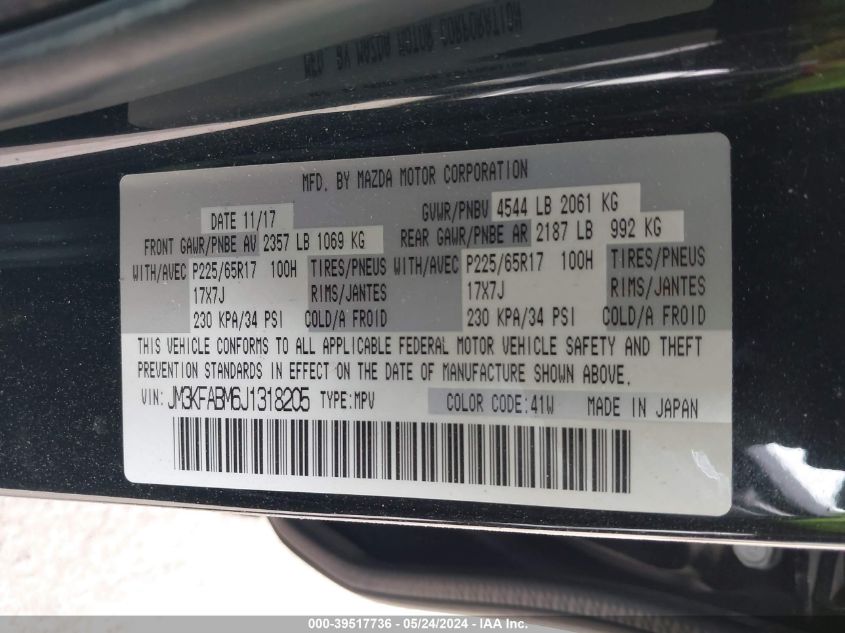 MFD. BY MAZDA MOTOR CORPORATION
MFD. BY MAZDA MOTOR CORPORATION
DATE 11/17 GVWR/PNBV 4544 LB 2061 KG
FRONT GAWR/PNBE AV 2357 LB 1069 KG REAR GAWR/PNBE AR 2187 LB 992 KG
WITH/AVEC P225/65R17 100H TIRES/PNEUS WITH/AVEC P225/65R17 100H TIRES/PNEUS
17X7J RIMS/JANTES 17X7J RIMS/JANTES
230 KPA/34 PSI COLD/A FROID 230 KPA/34 PSI COLD/A FROID
THIS VEHICLE CONFORMS TO ALL APPLICABLE FEDERAL MOTOR VEHICLE SAFETY AND THEFT
PREVENTION STANDARDS IN EFFECT ON THE DATE OF MANUFACTURE SHOWN ABOVE.
VIN: JM3KFABM6J1318205 TYPE:MPV COLOR CODE:41W MADE IN JAPAN
000-39517736 - 05/24/2024 - IAA Inc.